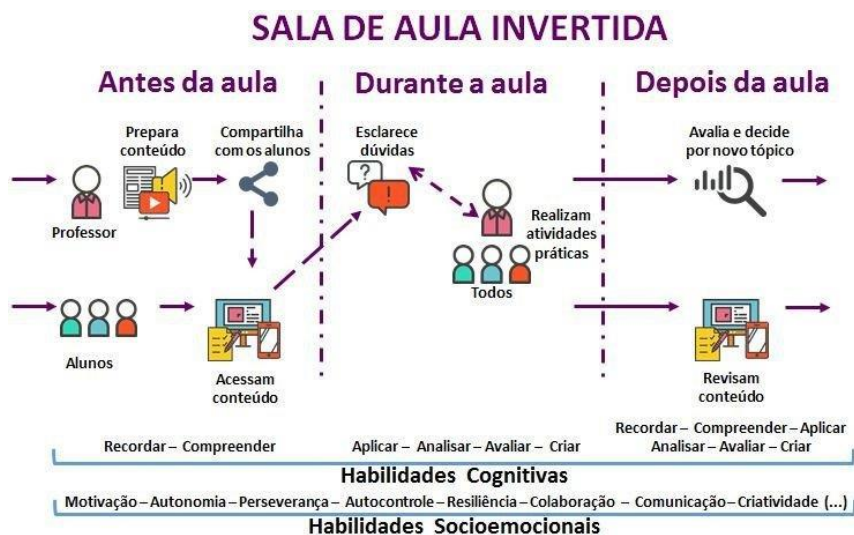 SALA DE AULA INVERTIDA
Antes da aula
Durante a aula
Depois da aula
Prepara
conteúdo
Compartilha
com os alunos
Professor
Alunos
Acessam
conteúdo
Esclarece
dúvidas
Realizam
atividades
práticas
Todos
Avalia e decide
por novo tópico
Revisam
conteúdo
Recordar – Compreender
Aplicar – Analisar – Avaliar – Criar
Recordar – Compreender – Aplicar
Analisar – Avaliar – Criar
Habilidades Cognitivas
Motivação – Autonomia – Perseverança – Autocontrole – Resiliência – Colaboração – Comunicação – Criatividade (...)
Habilidades Socioemocionais